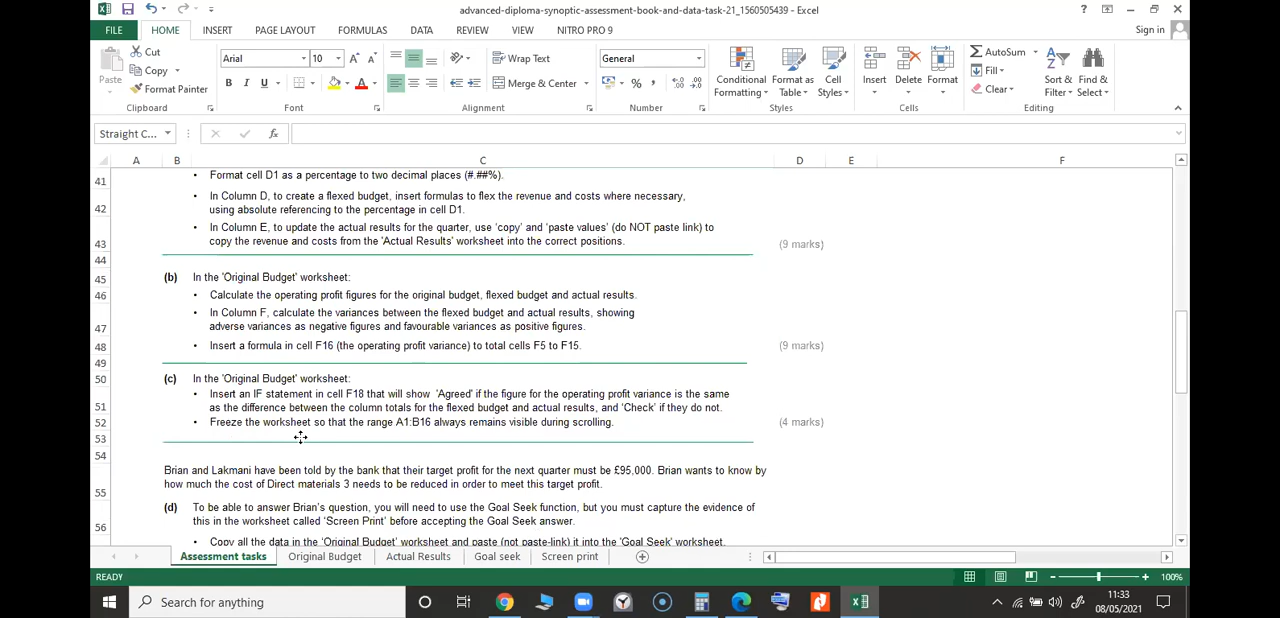 advanced-diploma-synoptic-assessment-book-and-data-task-21_1560505439 - Excel
?
FILE HOME INSERT PAGE LAYOUT FORMULAS DATA REVIEW VIEW NITRO PRO 9 Sign in
Cut
Copy
Format Painter
Paste
Clipboard
Arial 10
B I U
Font
Wrap Text
Merge & Center
Alignment
General
Number
Conditional Formatting
Format as Table
Cell Styles
Styles
Insert Delete Format
Cells
AutoSum
Fill
Clear
Sort & Filter
Find & Select
Editing
Straight C...
fx
A B C D E F
41 • Format cell D1 as a percentage to two decimal places (#.##%).
• In Column D, to create a flexed budget, insert formulas to flex the revenue and costs where necessary,
42 using absolute referencing to the percentage in cell D1.
• In Column E, to update the actual results for the quarter, use 'copy' and 'paste values' (do NOT paste link) to
43 copy the revenue and costs from the 'Actual Results' worksheet into the correct positions. (9 marks)
44
45 (b) In the 'Original Budget' worksheet:
46 • Calculate the operating profit figures for the original budget, flexed budget and actual results.
• In Column F, calculate the variances between the flexed budget and actual results, showing
47 adverse variances as negative figures and favourable variances as positive figures.
48 • Insert a formula in cell F16 (the operating profit variance) to total cells F5 to F15. (9 marks)
49
50 (c) In the 'Original Budget' worksheet:
• Insert an IF statement in cell F18 that will show 'Agreed' if the figure for the operating profit variance is the same
51 as the difference between the column totals for the flexed budget and actual results, and 'Check' if they do not.
52 • Freeze the worksheet so that the range A1:B16 always remains visible during scrolling. (4 marks)
53
54
Brian and Lakmani have been told by the bank that their target profit for the next quarter must be £95,000. Brian wants to know by
55 how much the cost of Direct materials 3 needs to be reduced in order to meet this target profit.
(d) To be able to answer Brian's question, you will need to use the Goal Seek function, but you must capture the evidence of
56 this in the worksheet called 'Screen Print' before accepting the Goal Seek answer.
• Copy all the data in the 'Original Budget' worksheet and paste (not paste-link) it into the 'Goal Seek' worksheet.
Assessment tasks Original Budget Actual Results Goal seek Screen print
READY 100%
Search for anything
11:33
08/05/2021